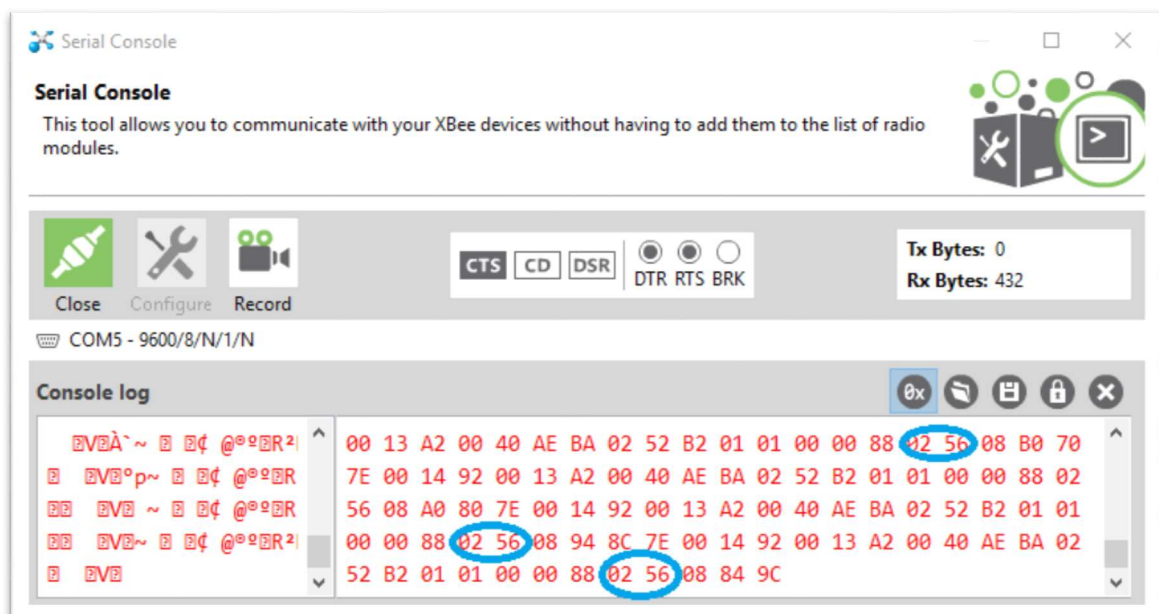 Serial Console
Serial Console
This tool allows you to communicate with your XBee devices without having to add them to the list of radio
modules.
CTS CD DSR DTR RTS BRK
Tx Bytes: 0
Rx Bytes: 432
Close Configure Record
COM5 - 9600/8/N/1/N
Console log
0x
00 13 A2 00 40 AE BA 02 52 B2 01 01 00 00 88 02 56 08 B0 70
7E 00 14 92 00 13 A2 00 40 AE BA 02 52 B2 01 01 00 00 88 02
56 08 A0 80 7E 00 14 92 00 13 A2 00 40 AE BA 02 52 B2 01 01
00 00 88 02 56 08 94 8C 7E 00 14 92 00 13 A2 00 40 AE BA 02
52 B2 01 01 00 00 88 02 56 08 84 9C